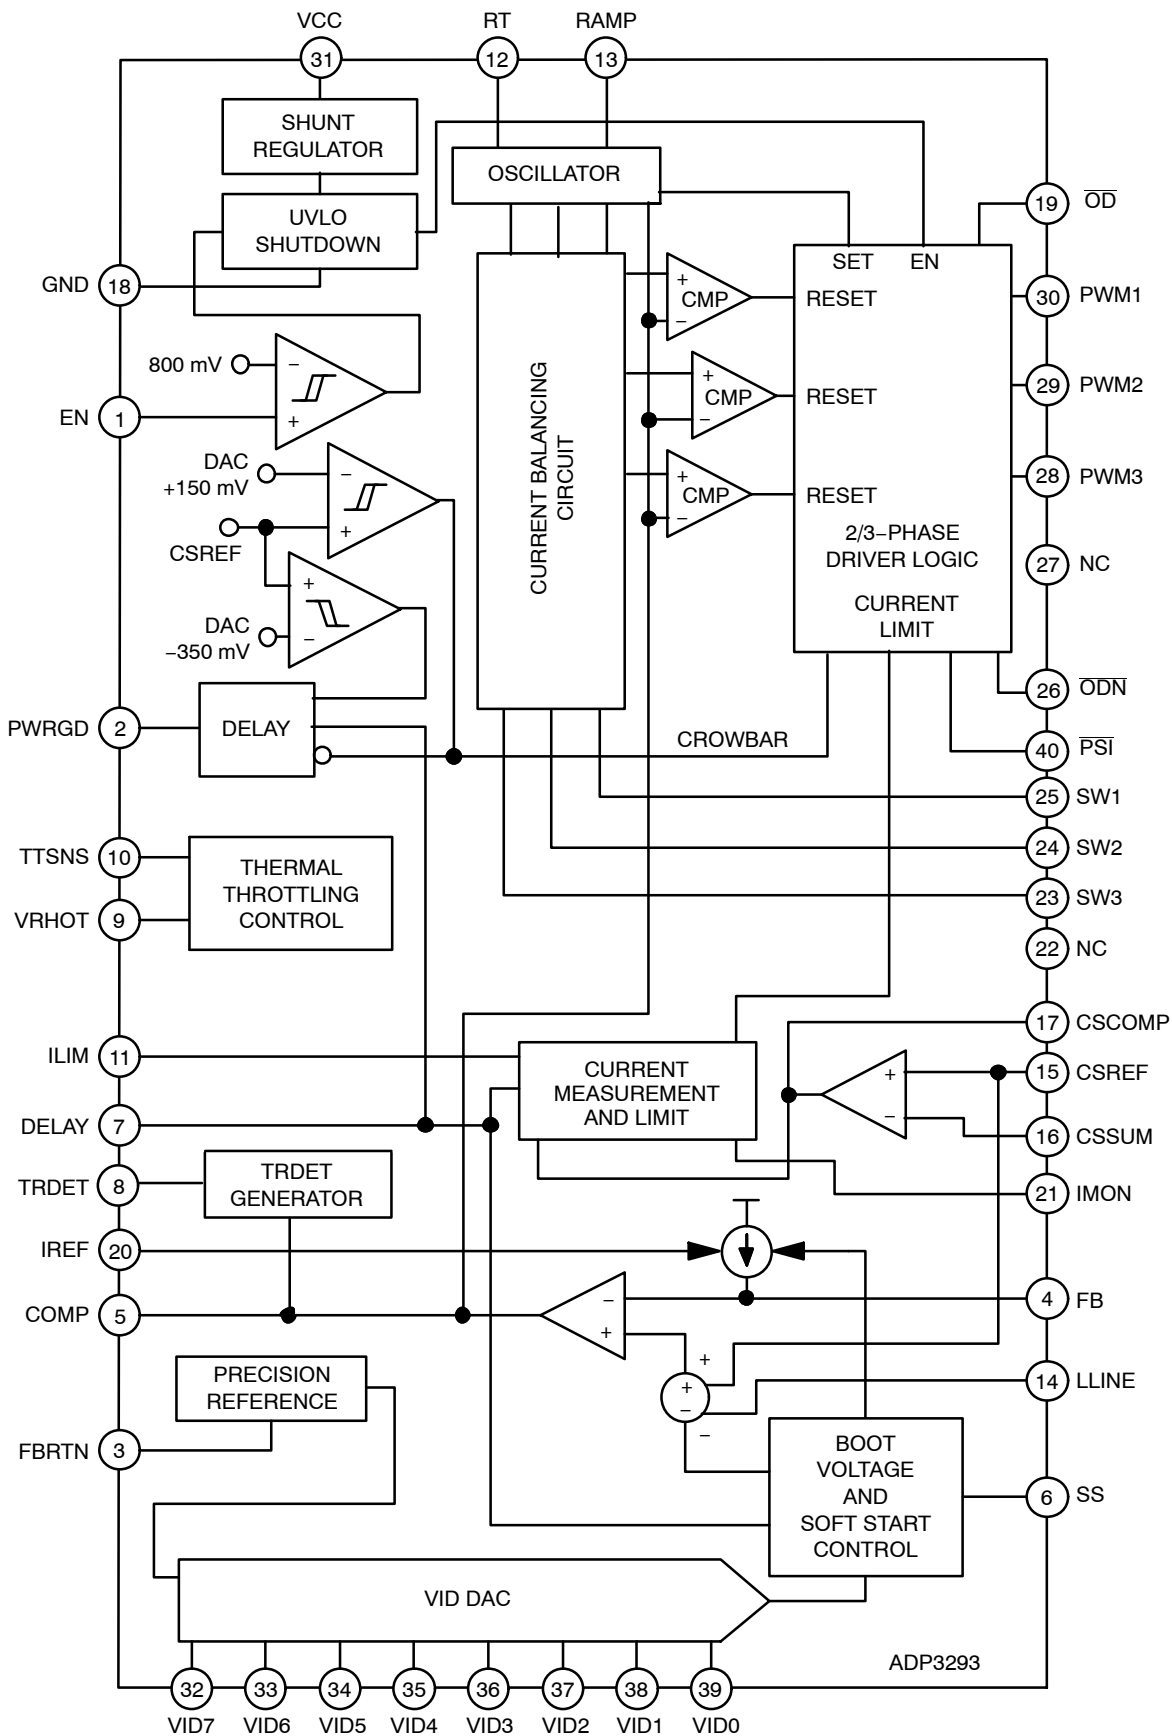 VCC
RT
RAMP
31
12
13
SHUNT
REGULATOR
OSCILLATOR
UVLO
SHUTDOWN
19
OD
GND
18
SET
EN
+
CMP
−
RESET
30
PWM1
800 mV
−
+
EN
1
+
CMP
−
RESET
29
PWM2
DAC
+150 mV
−
+
CSREF
+
CMP
−
RESET
28
PWM3
CURRENT BALANCING
CIRCUIT
2/3−PHASE
DRIVER LOGIC
27
NC
+
−
DAC
−350 mV
CURRENT
LIMIT
26
ODN
PWRGD
2
DELAY
CROWBAR
40
PSI
25
SW1
TTSNS
10
THERMAL
THROTTLING
CONTROL
24
SW2
VRHOT
9
23
SW3
22
NC
17
CSCOMP
ILIM
11
CURRENT
MEASUREMENT
AND LIMIT
+
−
15
CSREF
DELAY
7
16
CSSUM
TRDET
8
TRDET
GENERATOR
21
IMON
IREF
20
COMP
5
−
+
4
FB
PRECISION
REFERENCE
+
+
−
−
14
LLINE
FBRTN
3
BOOT
VOLTAGE
AND
SOFT START
CONTROL
6
SS
VID DAC
ADP3293
32
33
34
35
36
37
38
39
VID7
VID6
VID5
VID4
VID3
VID2
VID1
VID0